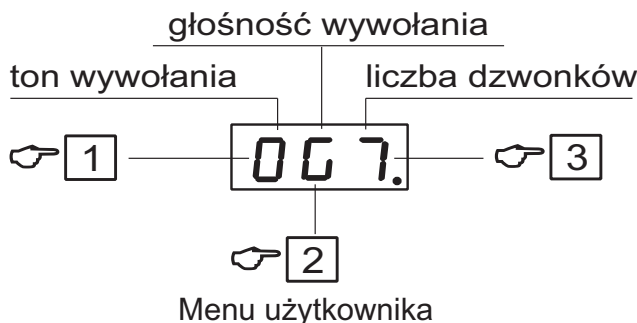 głośność wywołania
ton wywołania
liczba dzwonków
1
0G7.
3
2
Menu użytkownika